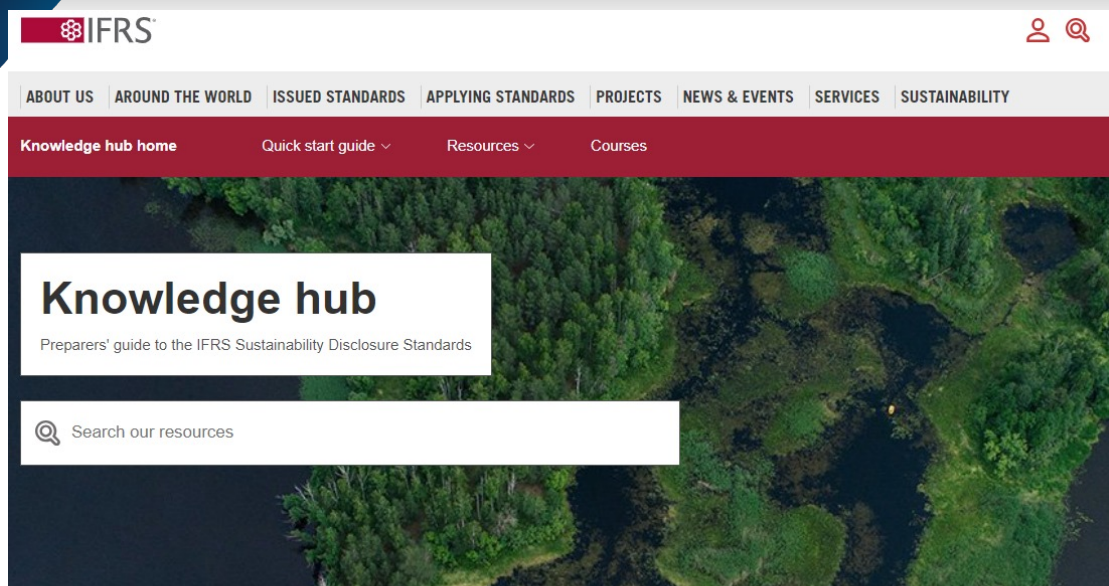 IFRS
ABOUT US AROUND THE WORLD ISSUED STANDARDS APPLYING STANDARDS PROJECTS NEWS & EVENTS SERVICES SUSTAINABILITY
Knowledge hub home Quick start guide Resources Courses
Knowledge hub
Preparers' guide to the IFRS Sustainability Disclosure Standards
Search our resources